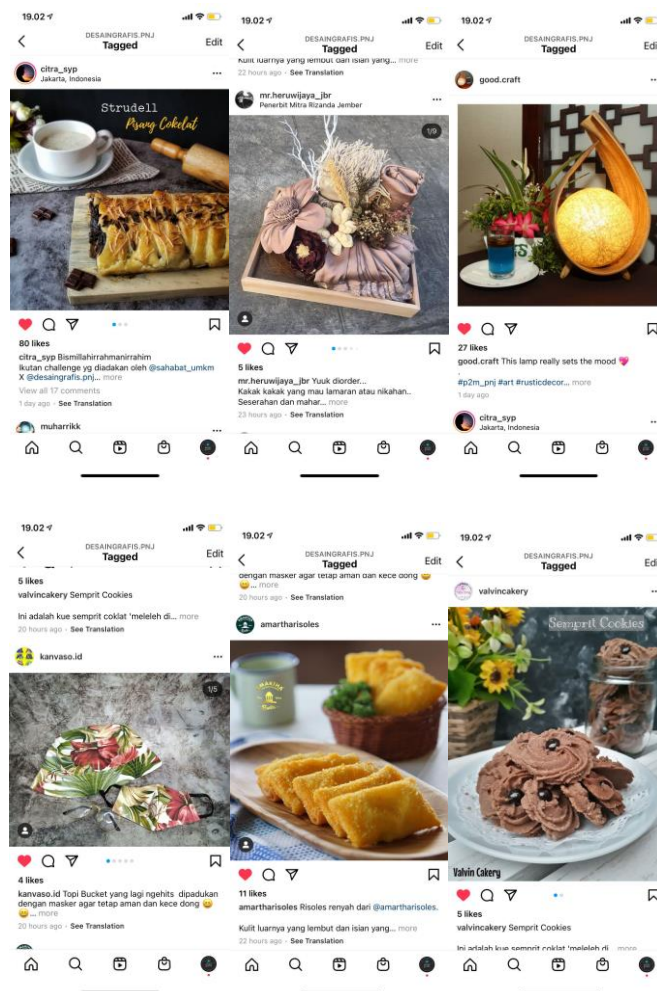 19.02
DESAINGRAFIS.PNJ
Tagged
Edit
citra_syp
Jakarta, Indonesia
Strudell
Pisang Cokelat
80 likes
citra_syp Bismillahirrahmanirrahim
Ikutan challenge yg diadakan oleh @sahabat_umkm
X @desaingrafis.pnj... more
View all 17 comments
1 day ago · See Translation
muharrikk
19.02
DESAINGRAFIS.PNJ
Tagged
Edit
Kulit luarnya yang lembut dan isian yang... more
22 hours ago · See Translation
mr.heruwijaya_jbr
Penerbit Mitra Rizanda Jember
1/9
5 likes
mr.heruwijaya_jbr Yuuk diorder...
Kakak kakak yang mau lamaran atau nikahan..
Seserahan dan mahar... more
23 hours ago · See Translation
19.02
DESAINGRAFIS.PNJ
Tagged
Edit
good.craft
27 likes
good.craft This lamp really sets the mood 💖
.
#p2m_pnj #art #rusticdecor... more
1 day ago
citra_syp
Jakarta, Indonesia
19.02
DESAINGRAFIS.PNJ
Tagged
Edit
5 likes
valvincakery Semprit Cookies
Ini adalah kue semprit coklat 'meleleh di... more
20 hours ago · See Translation
kanvaso.id
1/5
4 likes
kanvaso.id Topi Bucket yang lagi ngehits dipadukan
dengan masker agar tetap aman dan kece dong 😄
😄... more
20 hours ago · See Translation
19.02
DESAINGRAFIS.PNJ
Tagged
Edit
dengan masker agar tetap aman dan kece dong 😄
😄... more
20 hours ago · See Translation
amartharisoles
11 likes
amartharisoles Risoles renyah dari @amartharisoles.
Kulit luarnya yang lembut dan isian yang... more
22 hours ago · See Translation
19.02
DESAINGRAFIS.PNJ
Tagged
Edit
valvincakery
Semprit Cookies
Valvin Cakery
5 likes
valvincakery Semprit Cookies
Ini adalah kue semprit coklat 'meleleh di... more